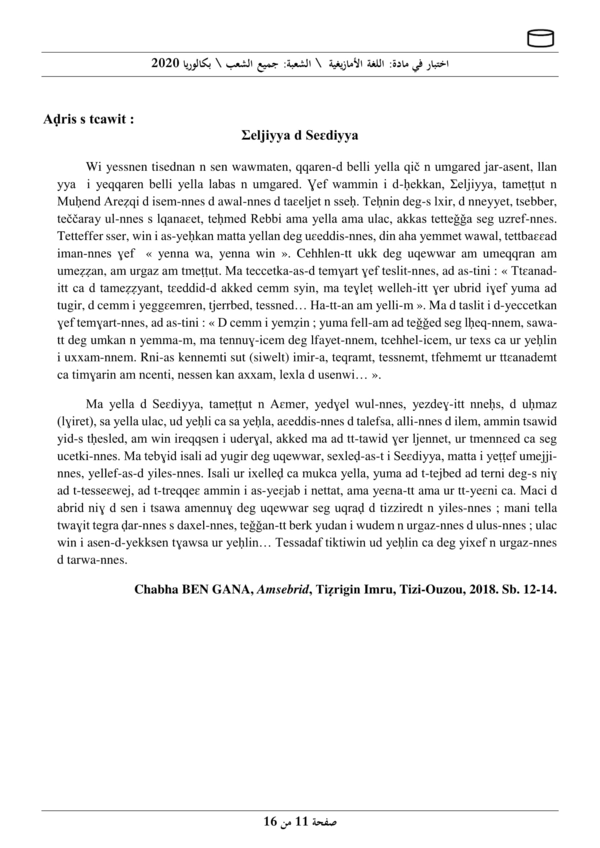 اختبار في مادة: اللغة الأمازيغية \ الشعبة: جميع الشعب \ بكالوريا 2020
Aḍris s tcawit :
Ɛeljiyya d Seɛdiyya
Wi yessnen tisednan n sen wawmaten, qqaren-d belli yella qič n umgared jar-asent, llan
yya i yeqqaren belli yella labas n umgared. Ɣef wammin i d-ḥekkan, Ɛeljiyya, tameṭṭut n
Muḥend Areẓqi d isem-nnes d awal-nnes d taɛeljet n sseḥ. Teḥnin deg-s lxir, d nneyyet, tsebber,
teččaray ul-nnes s lqanaɛet, teḥmed Rebbi ama yella ama ulac, akkas tetteǧǧa seg uzref-nnes.
Tetteffer sser, win i as-yeḥkan matta yellan deg uɛeddis-nnes, din aha yemmet wawal, tettbaɛɛad
iman-nnes ɣef « yenna wa, yenna win ». Cehhlen-tt ukk deg uqewwar am umeqqran am
umeẓẓan, am urgaz am tmeṭṭut. Ma teccetka-as-d temɣart ɣef teslit-nnes, ad as-tini : « Ttɛanad-
itt ca d tameẓẓyant, tɛeddid-d akked cemm syin, ma teɣleṭ welleh-itt ɣer ubrid iɣef yuma ad
tugir, d cemm i yeggɛemren, tjerrbed, tessned… Ha-tt-an am yelli-m ». Ma d taslit i d-yeccetkan
ɣef temɣart-nnes, ad as-tini : « D cemm i yemẓin ; yuma fell-am ad teǧǧed seg lḥeq-nnem, sawa-
tt deg umkan n yemma-m, ma tennuɣ-icem deg lfayet-nnem, tcehhel-icem, ur texs ca ur yeḥlin
i uxxam-nnem. Rni-as kennemti sut (siwelt) imir-a, teqramt, tessnemt, tfehmemt ur ttɛanademt
ca timɣarin am ncenti, nessen kan axxam, lexla d usenwi… ».
Ma yella d Seɛdiyya, tameṭṭut n Aɛmer, yedɣel wul-nnes, yezdeɣ-itt nneḥs, d uḥmaz
(lɣiret), sa yella ulac, ud yeḥli ca sa yeḥla, aɛeddis-nnes d talefsa, alli-nnes d ilem, ammin tsawid
yid-s tḥesled, am win ireqqsen i uderɣal, akked ma ad tt-tawid ɣer ljennet, ur tmenneed ca seg
ucetki-nnes. Ma tebɣid isali ad yugir deg uqewwar, sexleḍ-as-t i Seɛdiyya, matta i yeṭṭef umejji-
nnes, yellef-as-d yiles-nnes. Isali ur ixelleḍ ca mukca yella, yuma ad t-tejbed ad terni deg-s niɣ
ad t-tesseɛwej, ad t-treqqeɛ ammin i as-yeɛjab i nettat, ama yeɛna-tt ama ur tt-yeɛni ca. Maci d
abrid niɣ d sen i tsawa amennuɣ deg uqewwar seg uqraḍ d tizziredt n yiles-nnes ; mani tella
twaɣit tegra ḍar-nnes s daxel-nnes, teǧǧan-tt berk yudan i wudem n urgaz-nnes d ulus-nnes ; ulac
win i asen-d-yekksen tɣawsa ur yeḥlin… Tessadaf tiktiwin ud yeḥlin ca deg yixef n urgaz-nnes
d tarwa-nnes.
Chabha BEN GANA, Amsebrid, Tiẓrigin Imru, Tizi-Ouzou, 2018. Sb. 12-14.
صفحة 11 من 16